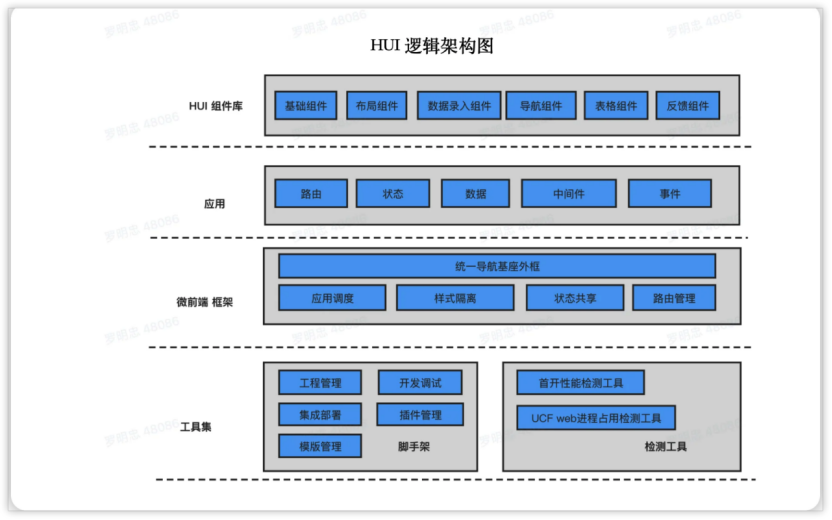 HUI 逻辑架构图
HUI 组件库
基础组件
布局组件
数据录入组件
导航组件
表格组件
反馈组件
应用
路由
状态
数据
中间件
事件
微前端 框架
统一导航基座外框
应用调度
样式隔离
状态共享
路由管理
工具集
工程管理
开发调试
集成部署
插件管理
模版管理
脚手架
首开性能检测工具
UCF web进程占用检测工具
检测工具